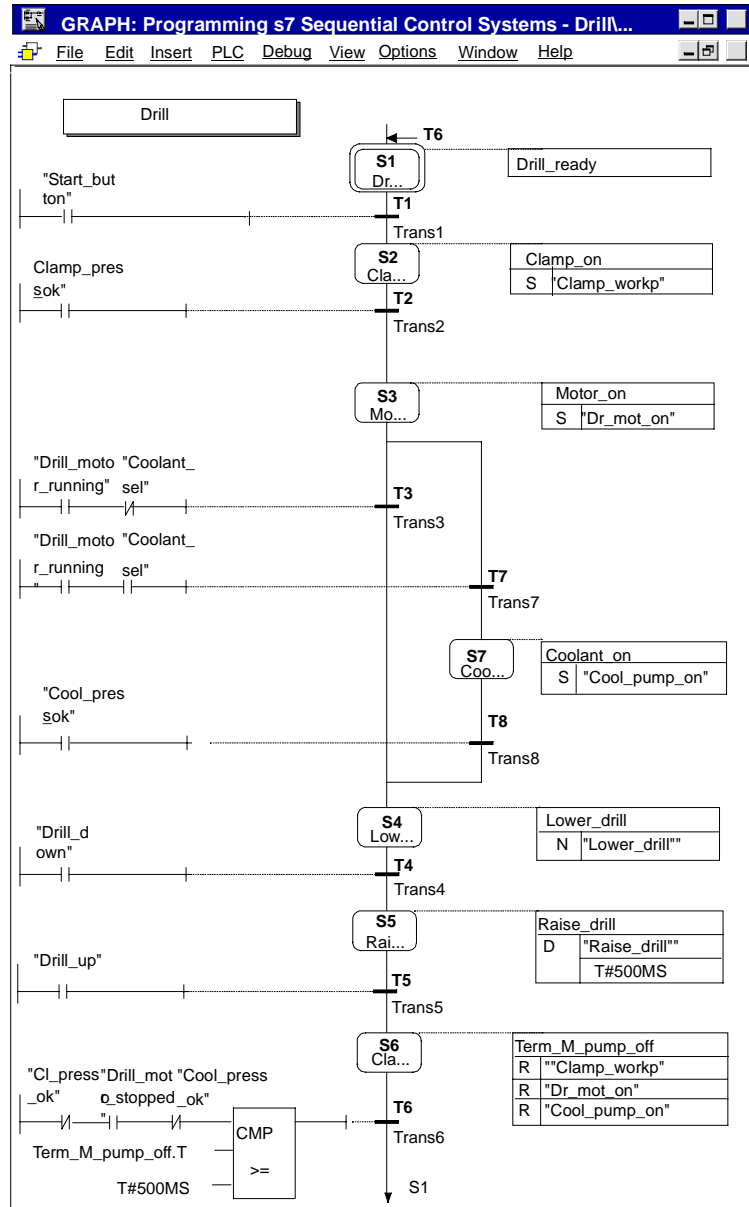 GRAPH: Programming s7 Sequential Control Systems - Drill\...
File Edit Insert PLC Debug View Options Window Help
Drill
T6
S1
Dr...
Drill_ready
"Start_but
ton"
T1
Trans1
S2
Cla...
Clamp_on
S "Clamp_workp"
Clamp_pres
sok"
T2
Trans2
S3
Mo...
Motor_on
S "Dr_mot_on"
"Drill_moto "Coolant_
r_running" sel"
T3
Trans3
"Drill_moto "Coolant_
r_running sel"
"
T7
Trans7
S7
Coo...
Coolant_on
S "Cool_pump_on"
"Cool_pres
sok"
T8
Trans8
S4
Low...
Lower_drill
N "Lower_drill""
"Drill_d
own"
T4
Trans4
S5
Rai...
Raise_drill
D "Raise_drill""
T#500MS
"Drill_up"
T5
Trans5
S6
Cla...
Term_M_pump_off
R ""Clamp_workp"
R "Dr_mot_on"
R "Cool_pump_on"
"Cl_press "Drill_mot "Cool_press
_ok" o_stopped _ok"
"
T6
Trans6
CMP
Term_M_pump_off.T
>=
T#500MS
S1